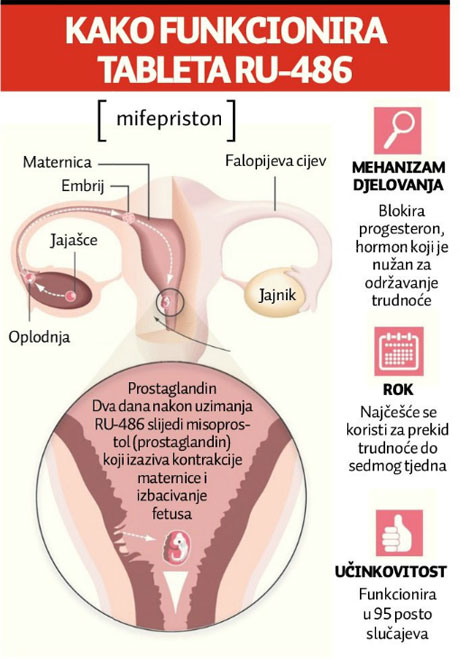 KAKO FUNKCIONIRA
TABLETA RU-486
[mifepriston]
Maternica
Embrij
Jajašce
Oplodnja
Falopijeva cijev
Jajnik
Prostaglandin
Dva dana nakon uzimanja
RU-486 slijedi misopros-
tol (prostaglandin)
koji izaziva kontrakcije
maternice i
izbacivanje
fetusa
MEHANIZAM
DJELOVANJA
Blokira
progesteron,
hormon koji je
nužan za
održavanje
trudnoće
ROK
Najčešće se
koristi za prekid
trudnoće do
sedmog tjedna
UČINKOVITOST
Funkcionira
u 95 posto
slučajeva